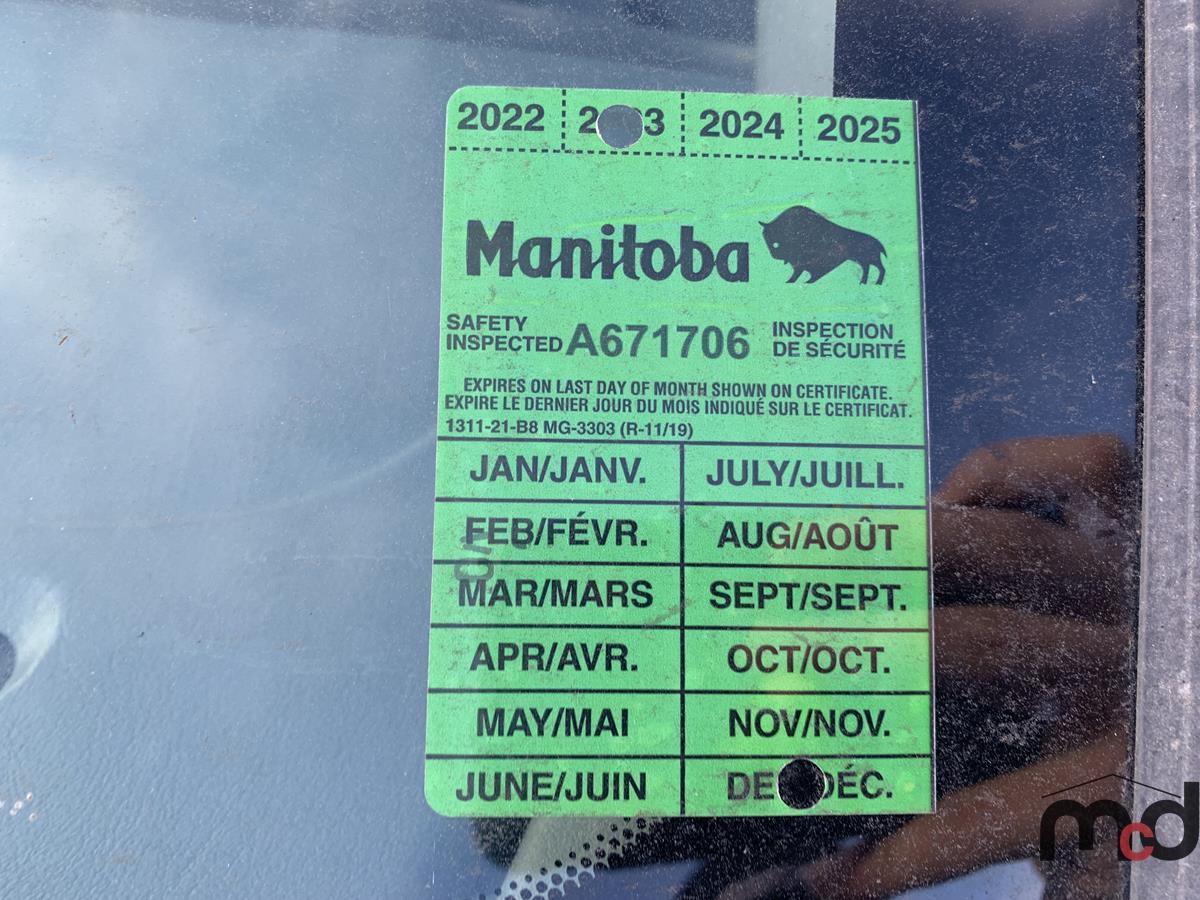 2022 2024 2025
Manitoba
SAFETY INSPECTED A671706 INSPECTION DE SÉCURITÉ
EXPIRES ON LAST DAY OF MONTH SHOWN ON CERTIFICATE.
EXPIRE LE DERNIER JOUR DU MOIS INDIQUÉ SUR LE CERTIFICAT.
1311-21-B8 MG-3303 (R-11/19)
JAN/JANV. JULY/JUILL.
FEB/FÉVR. AUG/AOÛT
MAR/MARS SEPT/SEPT.
APR/AVR. OCT/OCT.
MAY/MAI NOV/NOV.
JUNE/JUIN DÉC.
mcd